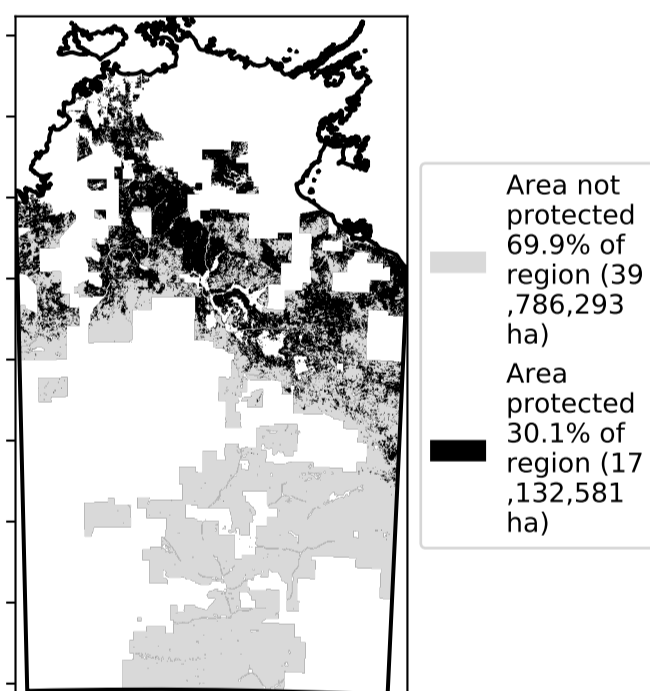 Area not
protected
69.9% of
region (39
,786,293
ha)
Area
protected
30.1% of
region (17
,132,581
ha)